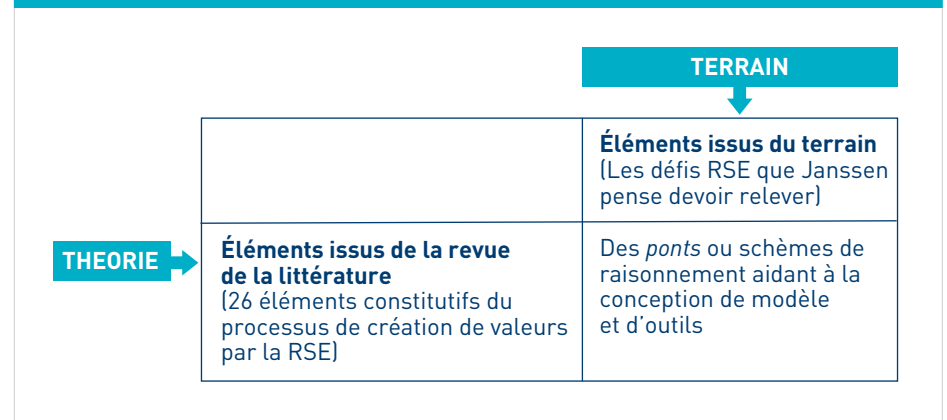 TERRAIN
Éléments issus du terrain
(Les défis RSE que Janssen
pense devoir relever)
THEORIE
Éléments issus de la revue
de la littérature
(26 éléments constitutifs du
processus de création de valeurs
par la RSE)
Des ponts ou schèmes de
raisonnement aidant à la
conception de modèle
et d’outils